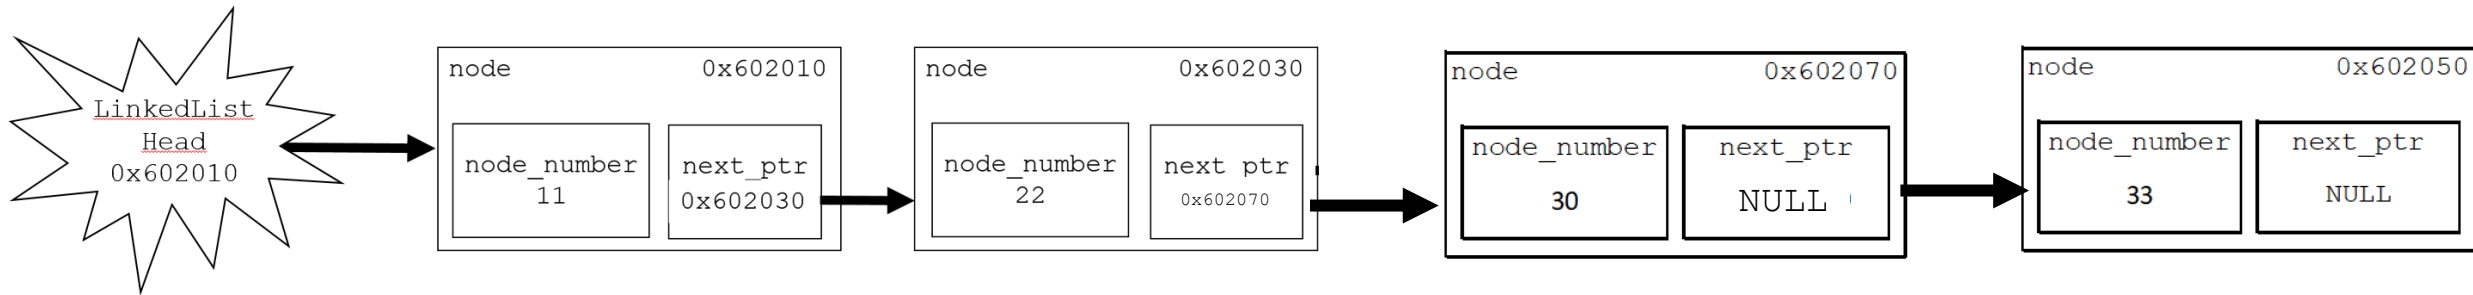 LinkedList
Head
0x602010
node 0x602010
node_number
11
next_ptr
0x602030
node 0x602030
node_number
22
next ptr
0x602070
node 0x602070
node_number
30
next_ptr
NULL
node 0x602050
node_number
33
next_ptr
NULL